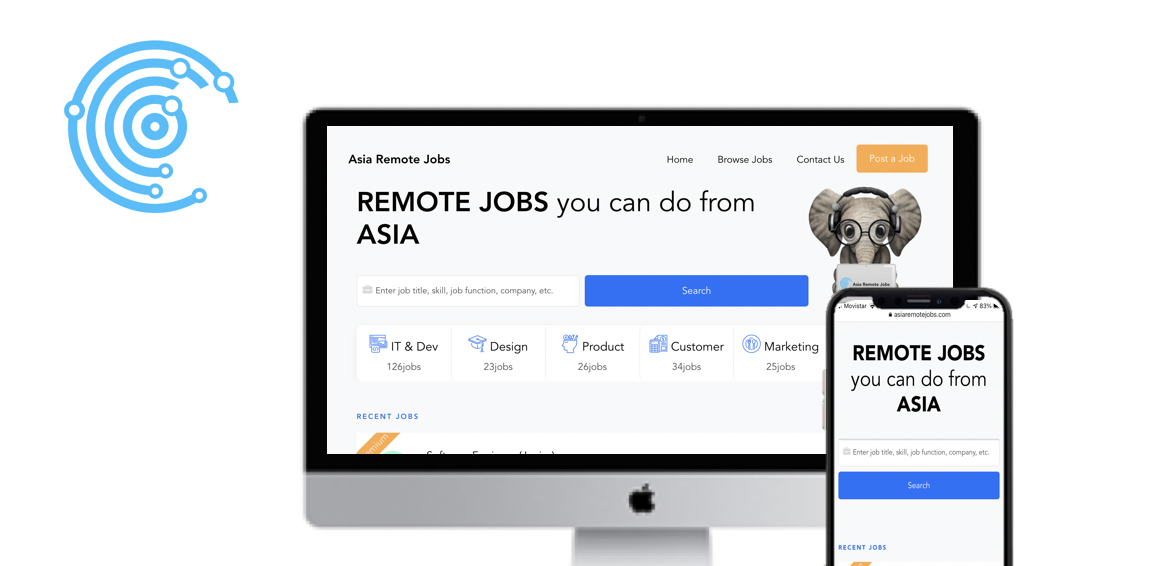 Asia Remote Jobs
Home Browse Jobs Contact Us Post a Job
REMOTE JOBS you can do from
ASIA
Enter job title, skill, job function, company, etc.
Search
Asia Remote Jobs
IT & Dev
126jobs
Design
23jobs
Product
26jobs
Customer
34jobs
Marketing
25jobs
RECENT JOBS
Movistar 83%
asiaremotejobs.com
REMOTE JOBS
you can do from
ASIA
Enter job title, skill, job function, company, etc.
Search
RECENT JOBS